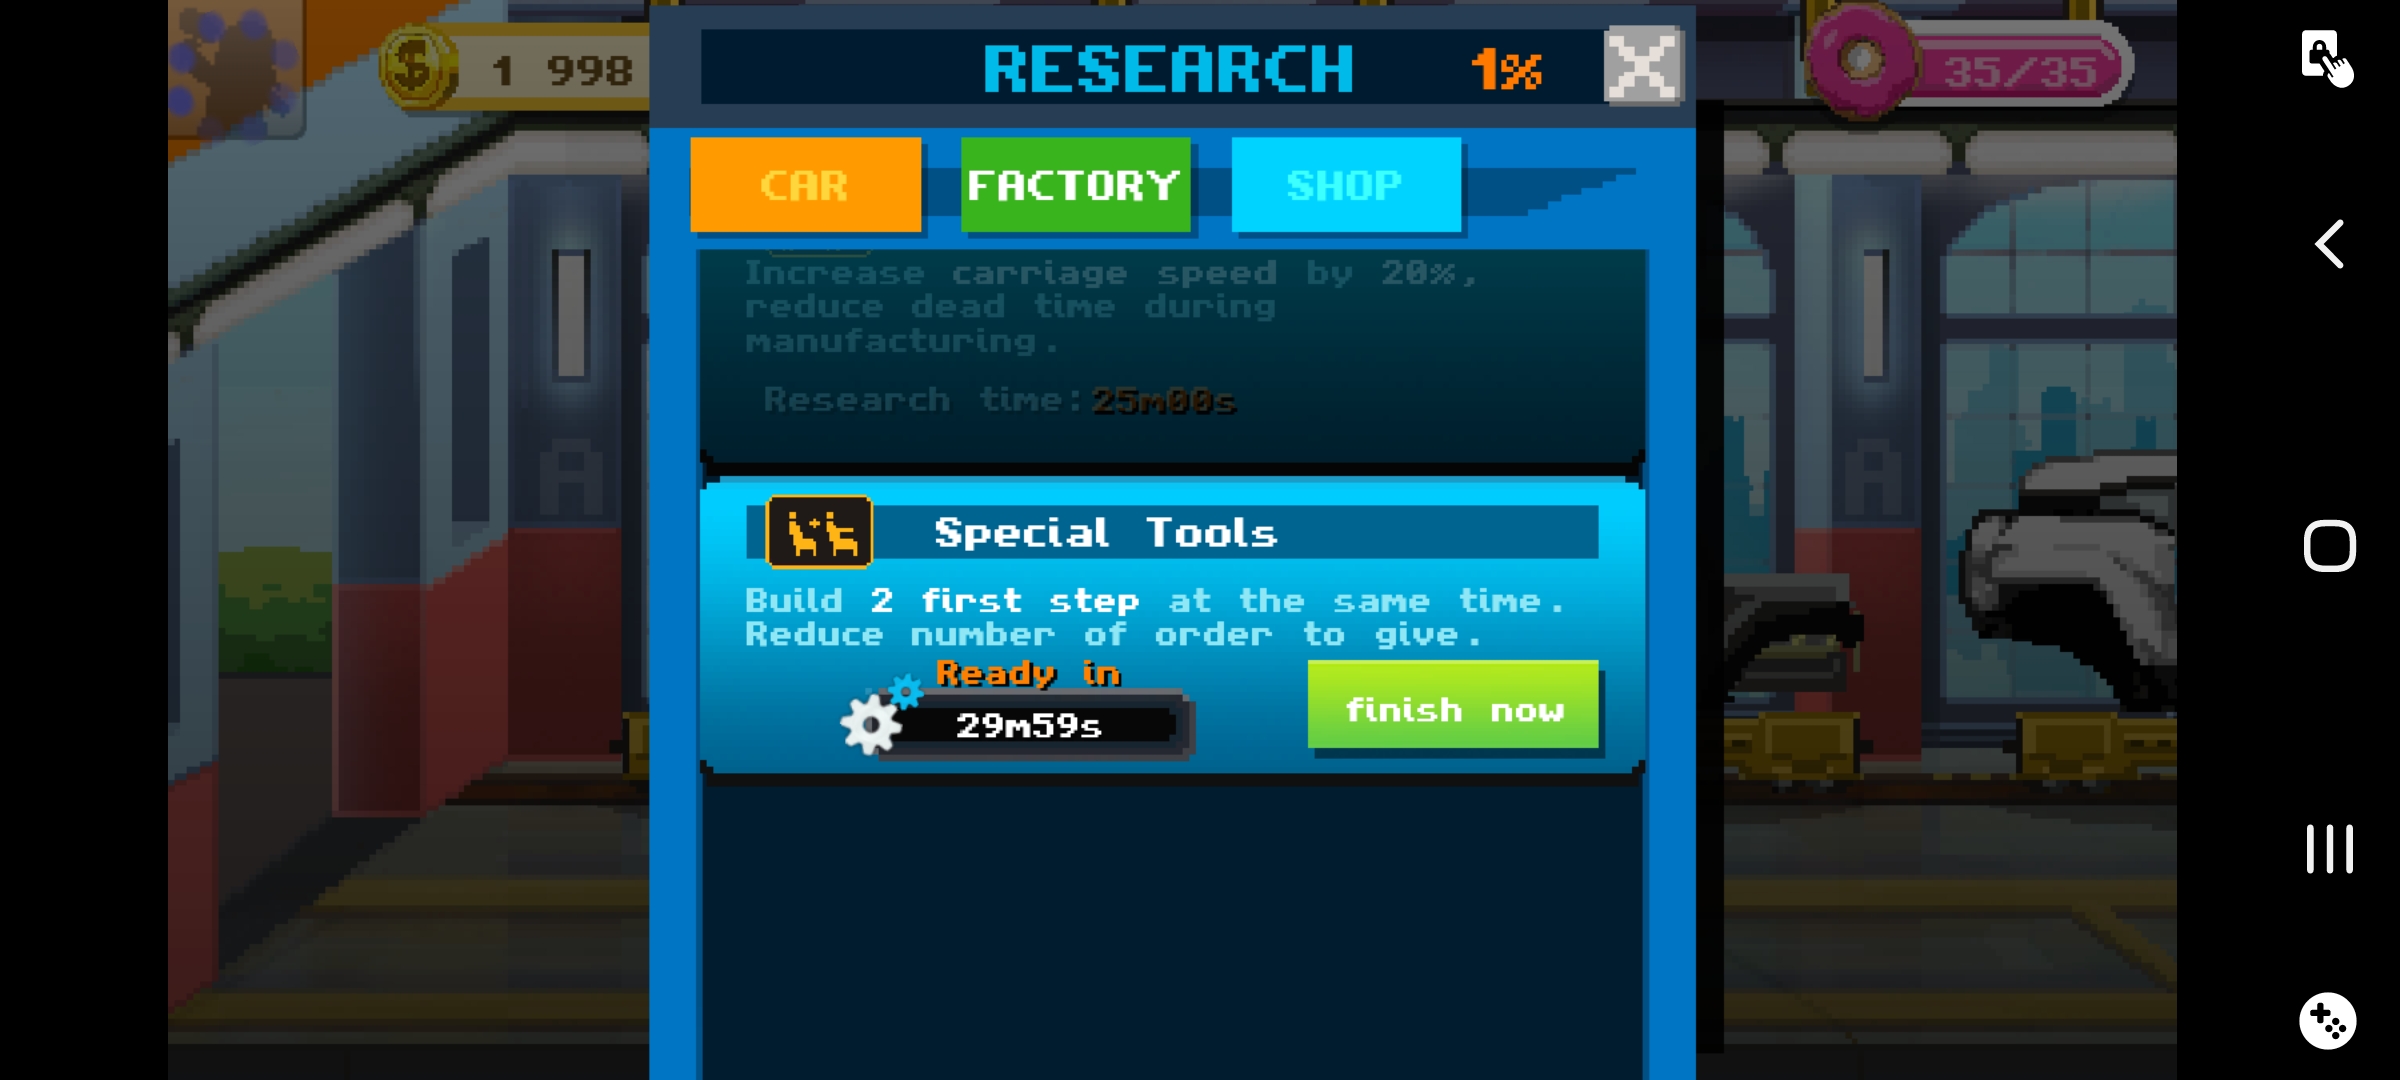 1 998
RESEARCH
1%
35/35
CAR
FACTORY
SHOP
Increase carriage speed by 20%,
reduce dead time during
manufacturing.
Research time:25m00s
Special Tools
Build 2 first step at the same time.
Reduce number of order to give.
Ready in
29m59s
finish now
A
A